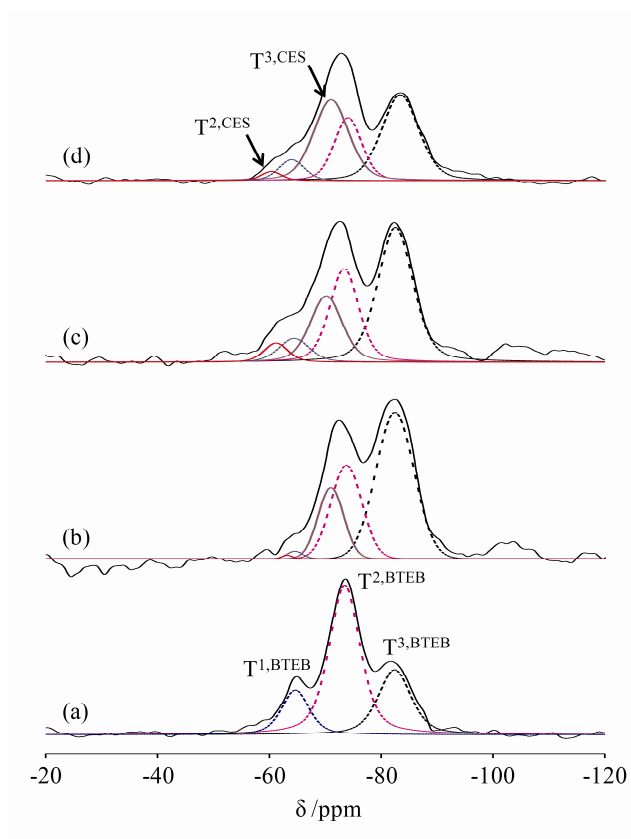 T3,CES
T2,CES
(d)
(c)
(b)
T2,BTEB
T1,BTEB
T3,BTEB
(a)
-20 -40 -60 -80 -100 -120
δ /ppm